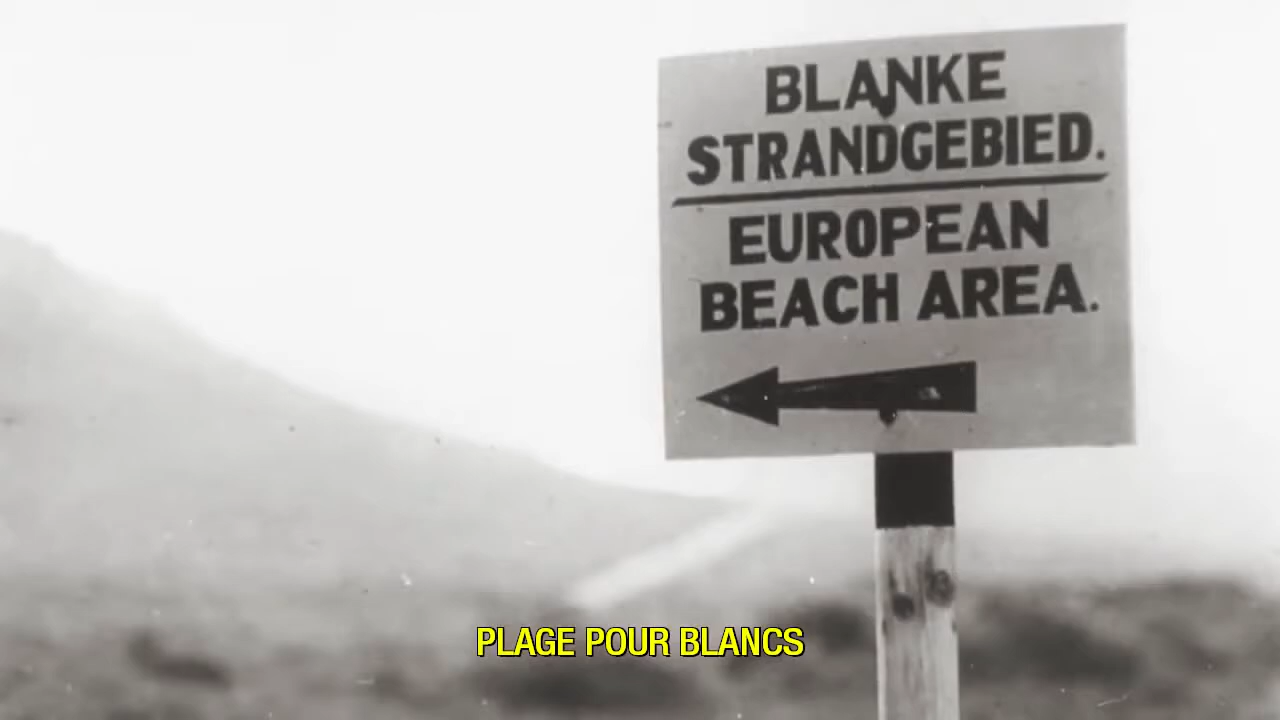 BLANKE
STRANDGEBIED.
EUROPEAN
BEACH AREA.
PLAGE POUR BLANCS